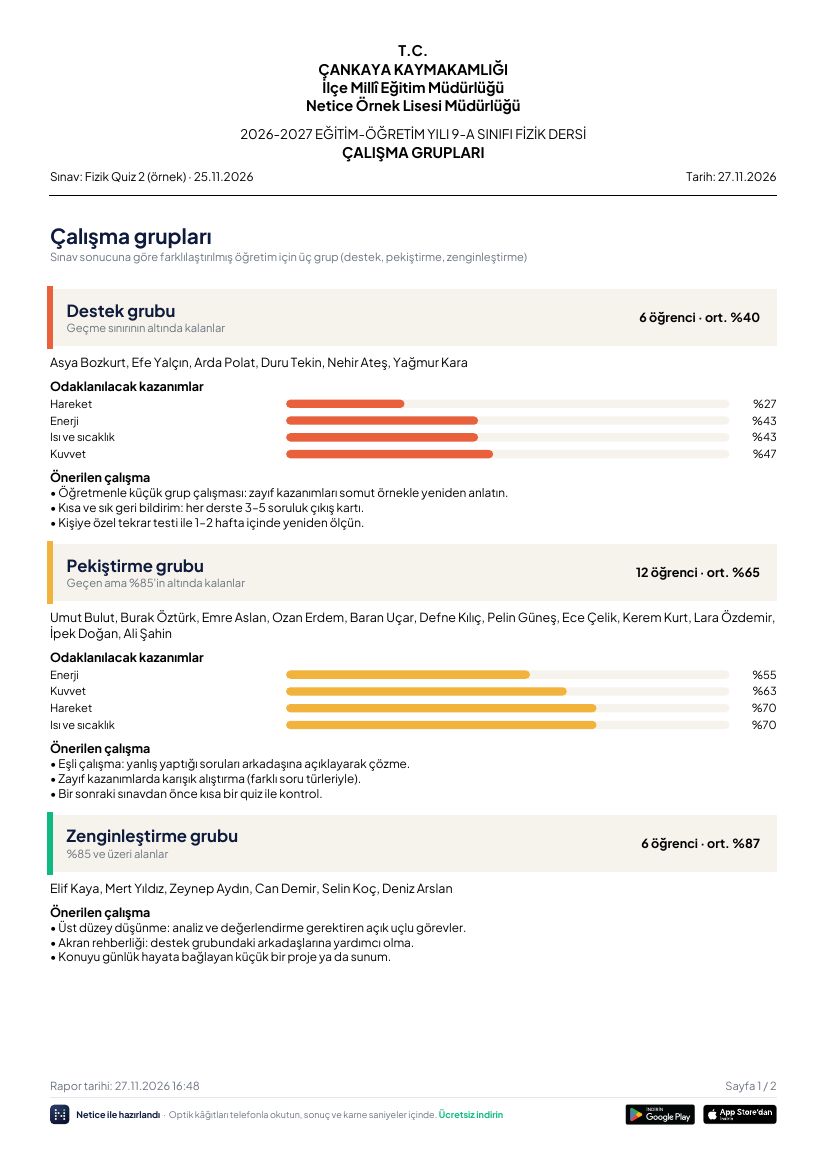 T.C.
ÇANKAYA KAYMAKAMLIĞI
İlçe Millî Eğitim Müdürlüğü
Netice Örnek Lisesi Müdürlüğü
2026-2027 EĞİTİM-ÖĞRETİM YILI 9-A SINIFI FİZİK DERSİ
ÇALIŞMA GRUPLARI
Sınav: Fizik Quiz 2 (örnek) · 25.11.2026 Tarih: 27.11.2026
Çalışma grupları
Sınav sonucuna göre farklılaştırılmış öğretim için üç grup (destek, pekiştirme, zenginleştirme)
Destek grubu
Geçme sınırının altında kalanlar
6 öğrenci · ort. %40
Asya Bozkurt, Efe Yalçın, Arda Polat, Duru Tekin, Nehir Ateş, Yağmur Kara
Odaklanılacak kazanımlar
Hareket %27
Enerji %43
Isı ve sıcaklık %43
Kuvvet %47
Önerilen çalışma
• Öğretmenle küçük grup çalışması: zayıf kazanımları somut örnekle yeniden anlatın.
• Kısa ve sık geri bildirim: her derste 3–5 soruluk çıkış kartı.
• Kişiye özel tekrar testi ile 1–2 hafta içinde yeniden ölçün.
Pekiştirme grubu
Geçen ama %85'in altında kalanlar
12 öğrenci · ort. %65
Umut Bulut, Burak Öztürk, Emre Aslan, Ozan Erdem, Baran Uçar, Defne Kılıç, Pelin Güneş, Ece Çelik, Kerem Kurt, Lara Özdemir,
İpek Doğan, Ali Şahin
Odaklanılacak kazanımlar
Enerji %55
Kuvvet %63
Hareket %70
Isı ve sıcaklık %70
Önerilen çalışma
• Eşli çalışma: yanlış yaptığı soruları arkadaşına açıklayarak çözme.
• Zayıf kazanımlarda karışık alıştırma (farklı soru türleriyle).
• Bir sonraki sınavdan önce kısa bir quiz ile kontrol.
Zenginleştirme grubu
%85 ve üzeri alanlar
6 öğrenci · ort. %87
Elif Kaya, Mert Yıldız, Zeynep Aydın, Can Demir, Selin Koç, Deniz Arslan
Önerilen çalışma
• Üst düzey düşünme: analiz ve değerlendirme gerektiren açık uçlu görevler.
• Akran rehberliği: destek grubundaki arkadaşlarına yardımcı olma.
• Konuyu günlük hayata bağlayan küçük bir proje ya da sunum.
Rapor tarihi: 27.11.2026 16:48 Sayfa 1 / 2
Netice ile hazırlandı · Optik kâğıtları telefonla okutun, sonuç ve karne saniyeler içinde. Ücretsiz indirin
İNDİRİN
Google Play
App Store'dan
İndirin